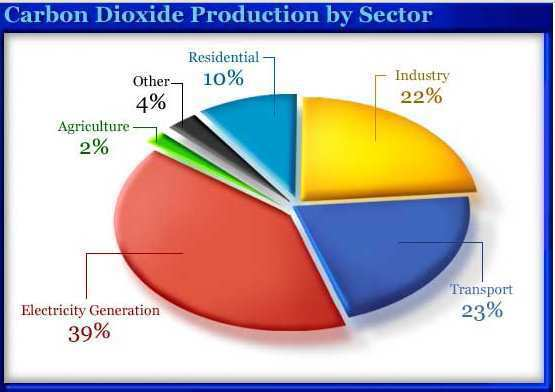 Carbon Dioxide Production by Sector
Residential
10%
Industry
22%
Other
4%
Agriculture
2%
Transport
23%
Electricity Generation
39%